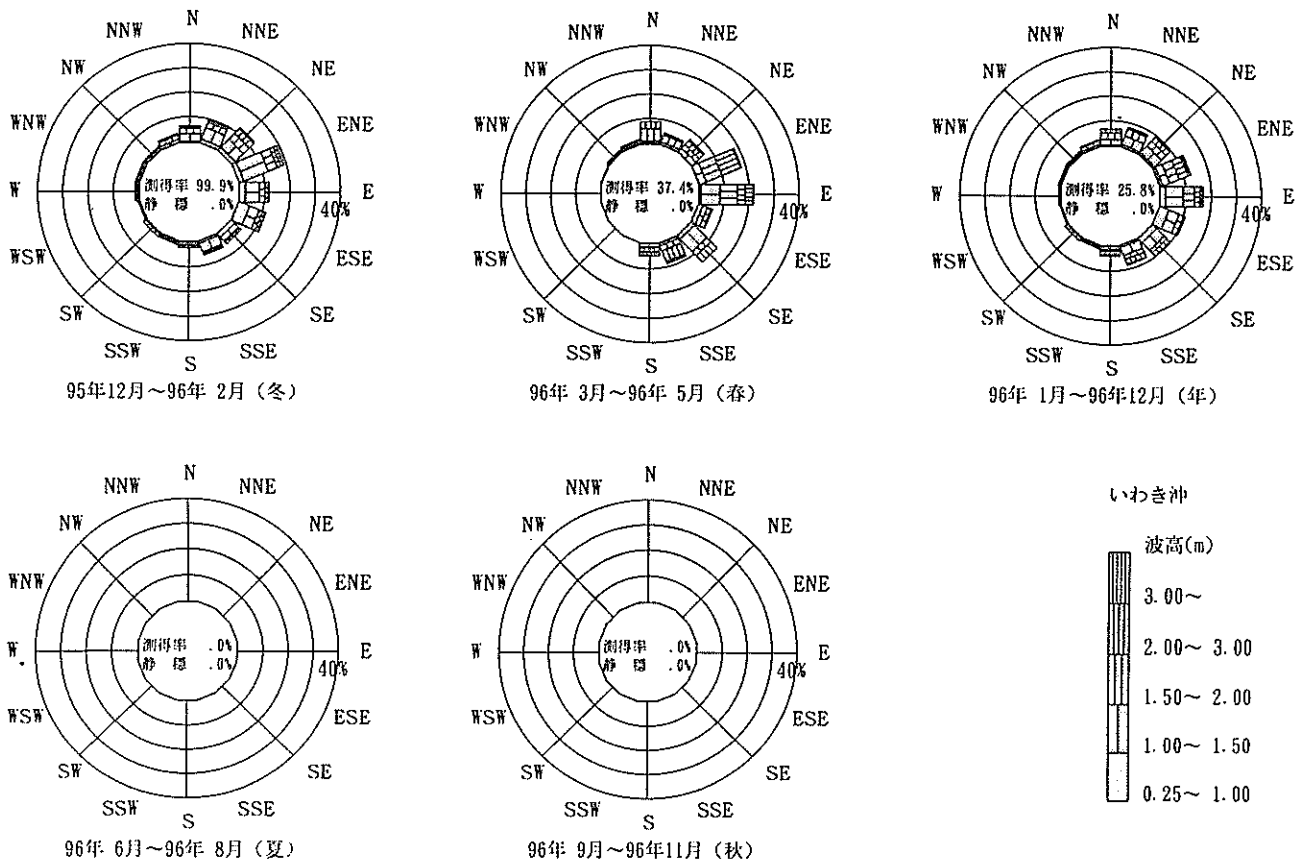 N
NNW
NNE
NW
NE
WNW
ENE
W
測得率 99.9%
静 穏 .0%
E
40%
WSW
ESE
SW
SE
SSW
SSE
S
95年12月～96年 2月 (冬)
N
NNW
NNE
NW
NE
WNW
ENE
W
測得率 37.4%
静 穏 .0%
E
40%
WSW
ESE
SW
SE
SSW
SSE
S
96年 3月～96年 5月 (春)
N
NNW
NNE
NW
NE
WNW
ENE
W
測得率 25.8%
静 穏 .0%
E
40%
WSW
ESE
SW
SE
SSW
SSE
S
96年 1月～96年12月 (年)
N
NNW
NNE
NW
NE
WNW
ENE
W
測得率 .0%
静 穏 .0%
E
40%
WSW
ESE
SW
SE
SSW
SSE
S
96年 6月～96年 8月 (夏)
N
NNW
NNE
NW
NE
WNW
ENE
W
測得率 .0%
静 穏 .0%
E
40%
WSW
ESE
SW
SE
SSW
SSE
S
96年 9月～96年11月 (秋)
いわき沖
波高(m)
3.00～
2.00～ 3.00
1.50～ 2.00
1.00～ 1.50
0.25～ 1.00